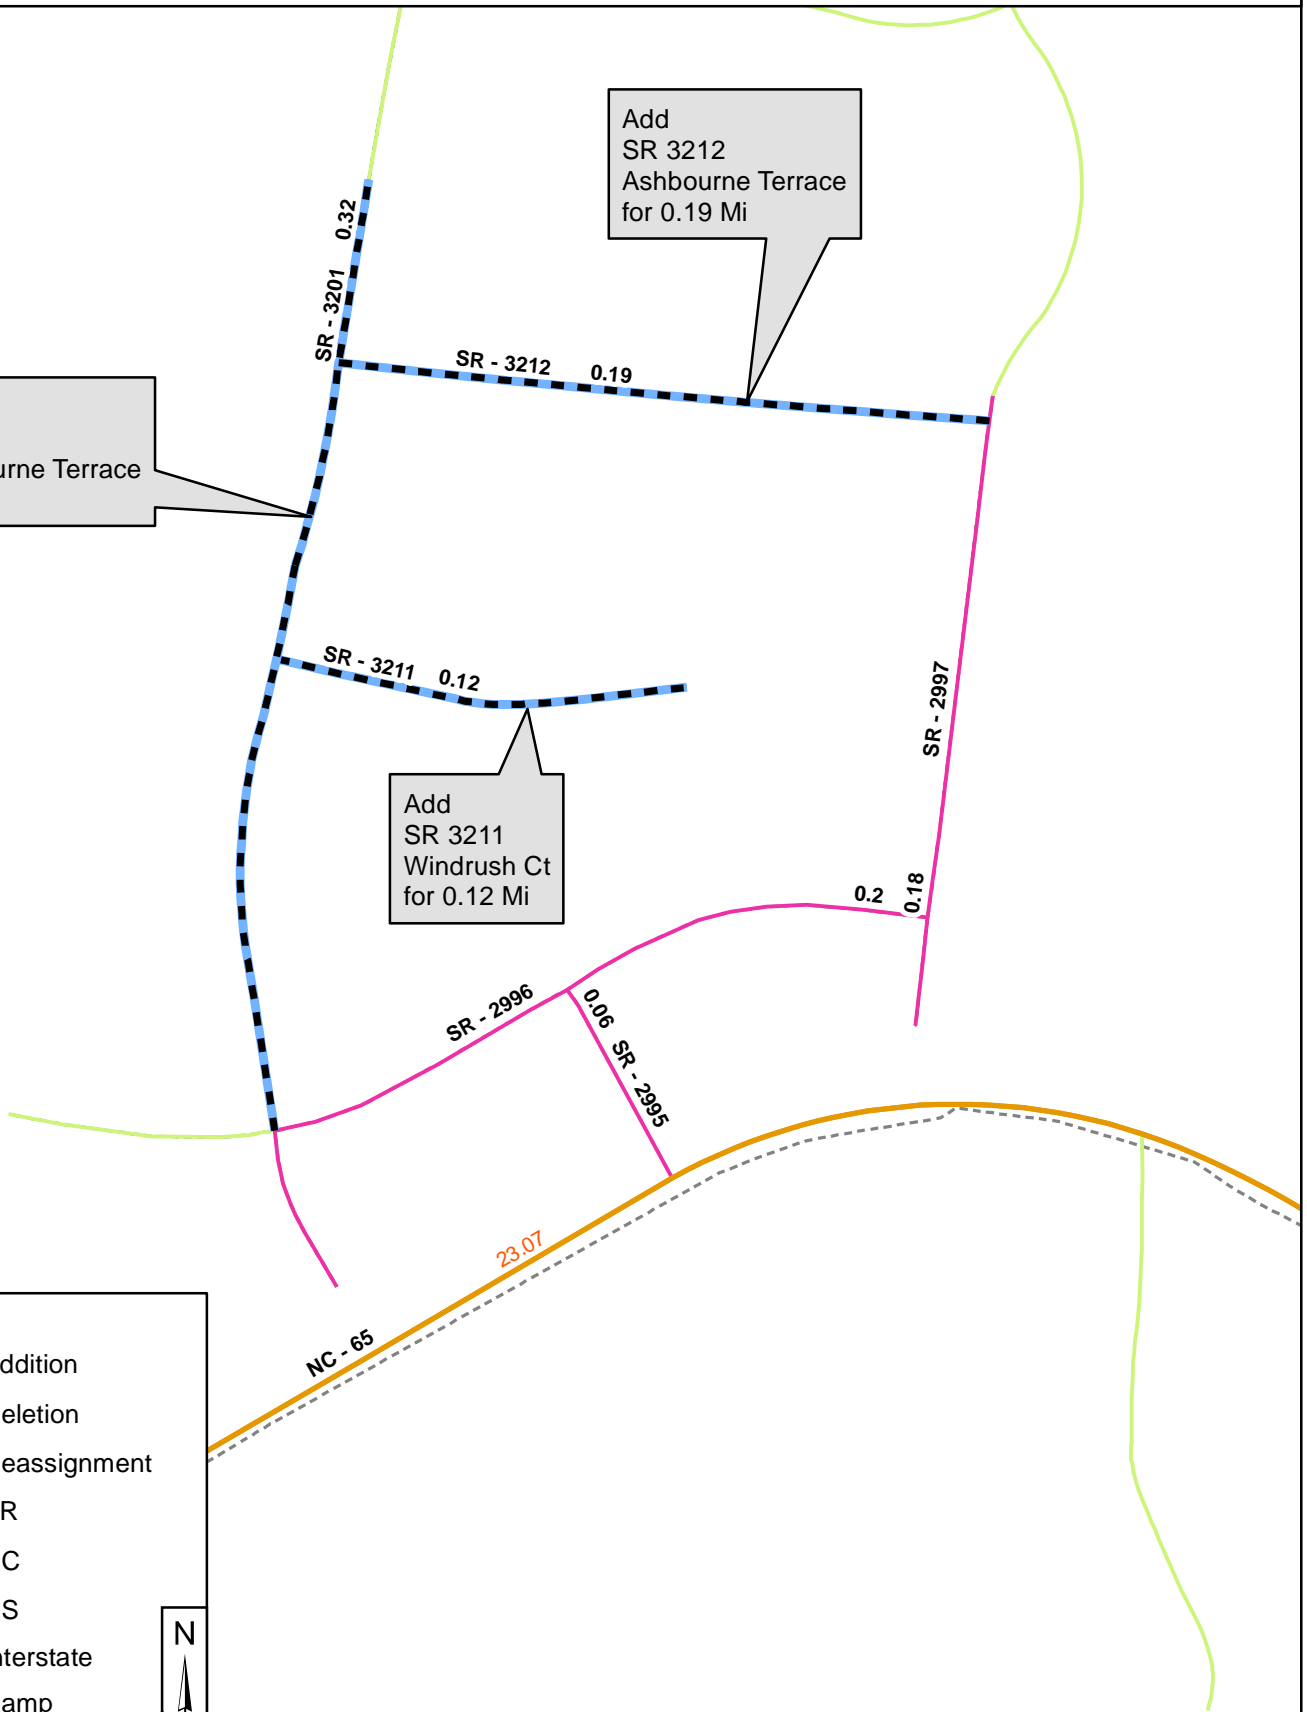 Add
SR 3212
Ashbourne Terrace
for 0.19 Mi
0.32
SR - 3201
SR - 3212 0.19
urne Terrace
SR - 3211 0.12
SR - 2997
Add
SR 3211
Windrush Ct
for 0.12 Mi
0.2
0.18
SR - 2996
0.06 SR - 2995
23.07
NC - 65
ddition
eletion
eassignment
R
C
S
nterstate
amp
N